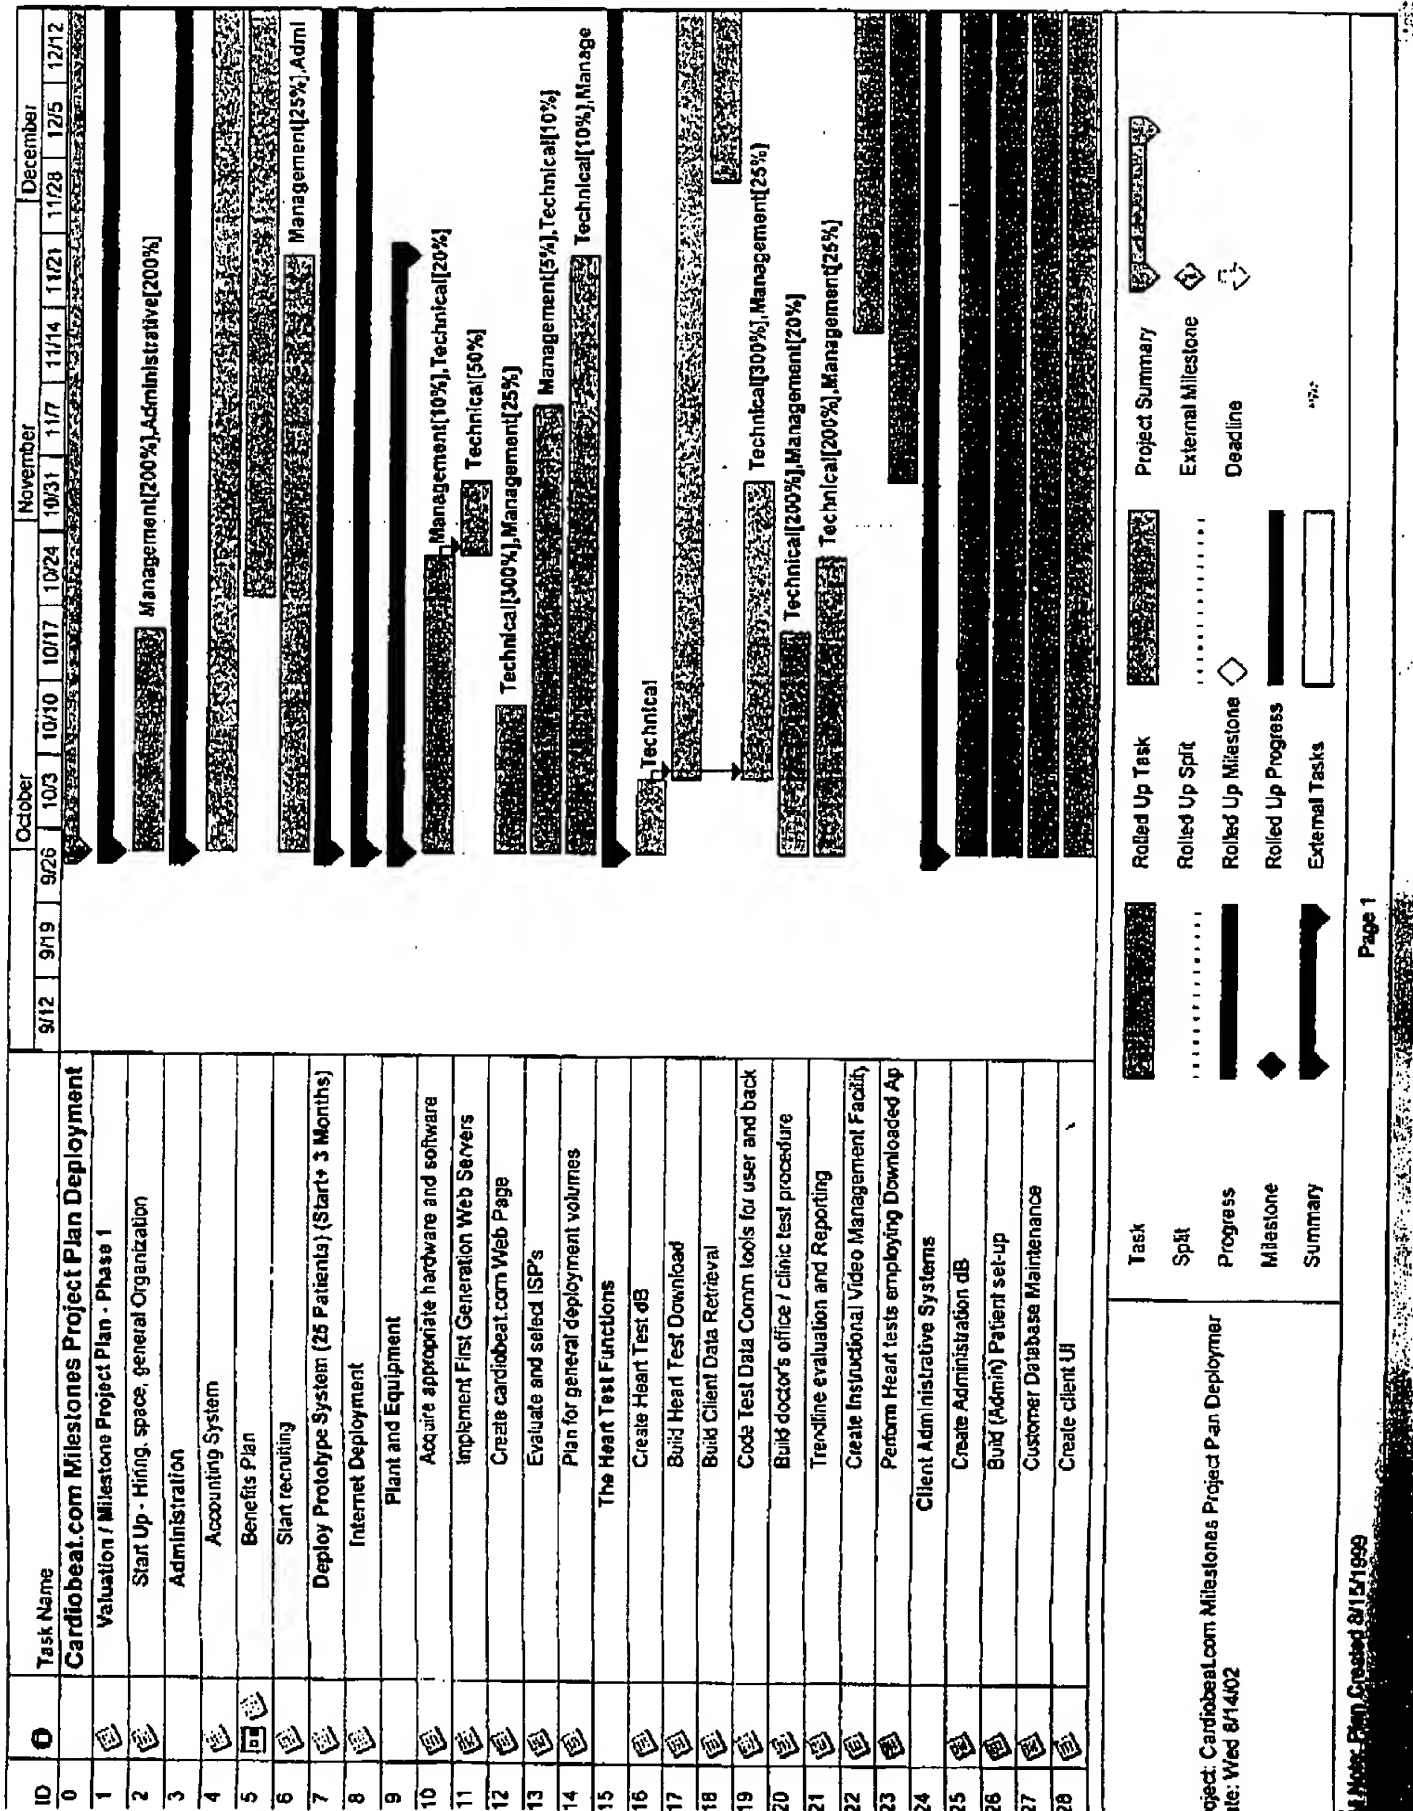 ID Task Name October November December
9/12 9/19 9/26 10/3 10/10 10/17 10/24 10/31 11/7 11/14 11/21 11/28 12/5 12/12
0 Cardiobeat.com Milestones Project Plan Deployment
1 Valuation / Milestone Project Plan - Phase 1
2 Start Up - Hiring, space, general Organization Management[200%],Administrative[200%]
3 Administration
4 Accounting System
5 Benefits Plan
6 Start recruiting Management[25%],Admi
7 Deploy Prototype System (25 Patients) (Start+ 3 Months)
8 Internet Deployment
9 Plant and Equipment
10 Acquire appropriate hardware and software Management[10%],Technical[20%]
11 Implement First Generation Web Servers Technical[50%]
12 Create cardiobeat.com Web Page Technical[300%],Management[25%]
13 Evaluate and select ISP's Management[5%],Technical[10%]
14 Plan for general deployment volumes Technical[10%],Manage
15 The Heart Test Functions
16 Create Heart Test dB Technical
17 Build Heart Test Download
18 Build Client Data Retrieval
19 Code Test Data Comm tools for user and back Technical[300%],Management[25%]
20 Build doctor's office / clinic test procedure Technical[200%],Management[20%]
21 Trendline evaluation and Reporting Technical[200%],Management[25%]
22 Create Instructional Video Management Facility
23 Perform Heart tests employing Downloaded Ap
24 Client Administrative Systems
25 Create Administration dB
26 Build (Admin) Patient set-up
27 Customer Database Maintenance
28 Create client UI
oject: Cardiobeat.com Milestones Project Pan Deploymer
ate: Wed 8/14/02
Task Rolled Up Task Project Summary
Split Rolled Up Split External Milestone
Progress Rolled Up Milestone Deadline
Milestone Rolled Up Progress
Summary External Tasks
Page 1
Note: Plan Created 8/15/1999